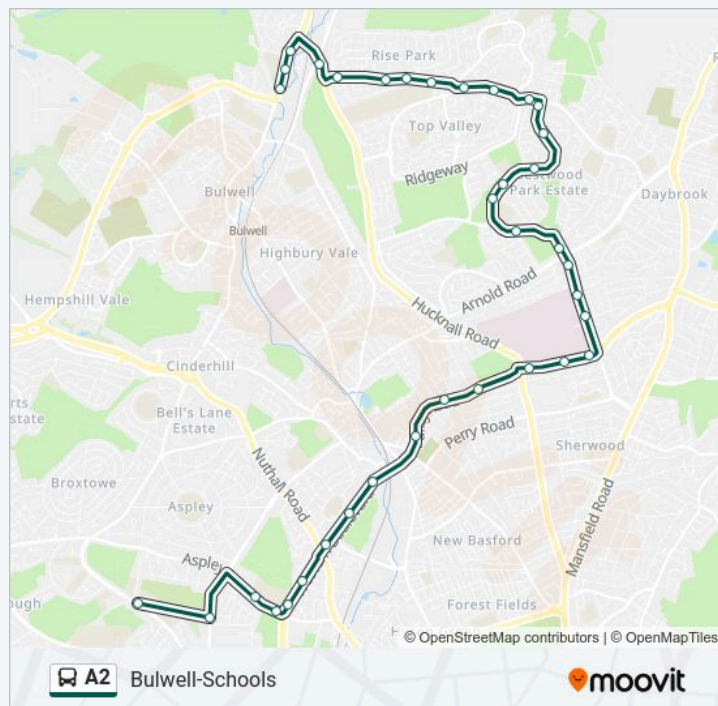 Rise Park
Top Valley
Ridgeway
Bulwell
Park Estate
Daybrook
Bulwell
Highbury Vale
Arnold Road
Hempshill Vale
Hucknall Road
Cinderhill
Bell's Lane
Estate
Perry Road
Sherwood
Nuthall Road
Broxtowe
Aspley
Mansfield Road
New Basford
Aspley
Forest Fields
© OpenStreetMap contributors | © OpenMapTiles
A2 Bulwell-Schools
moovit